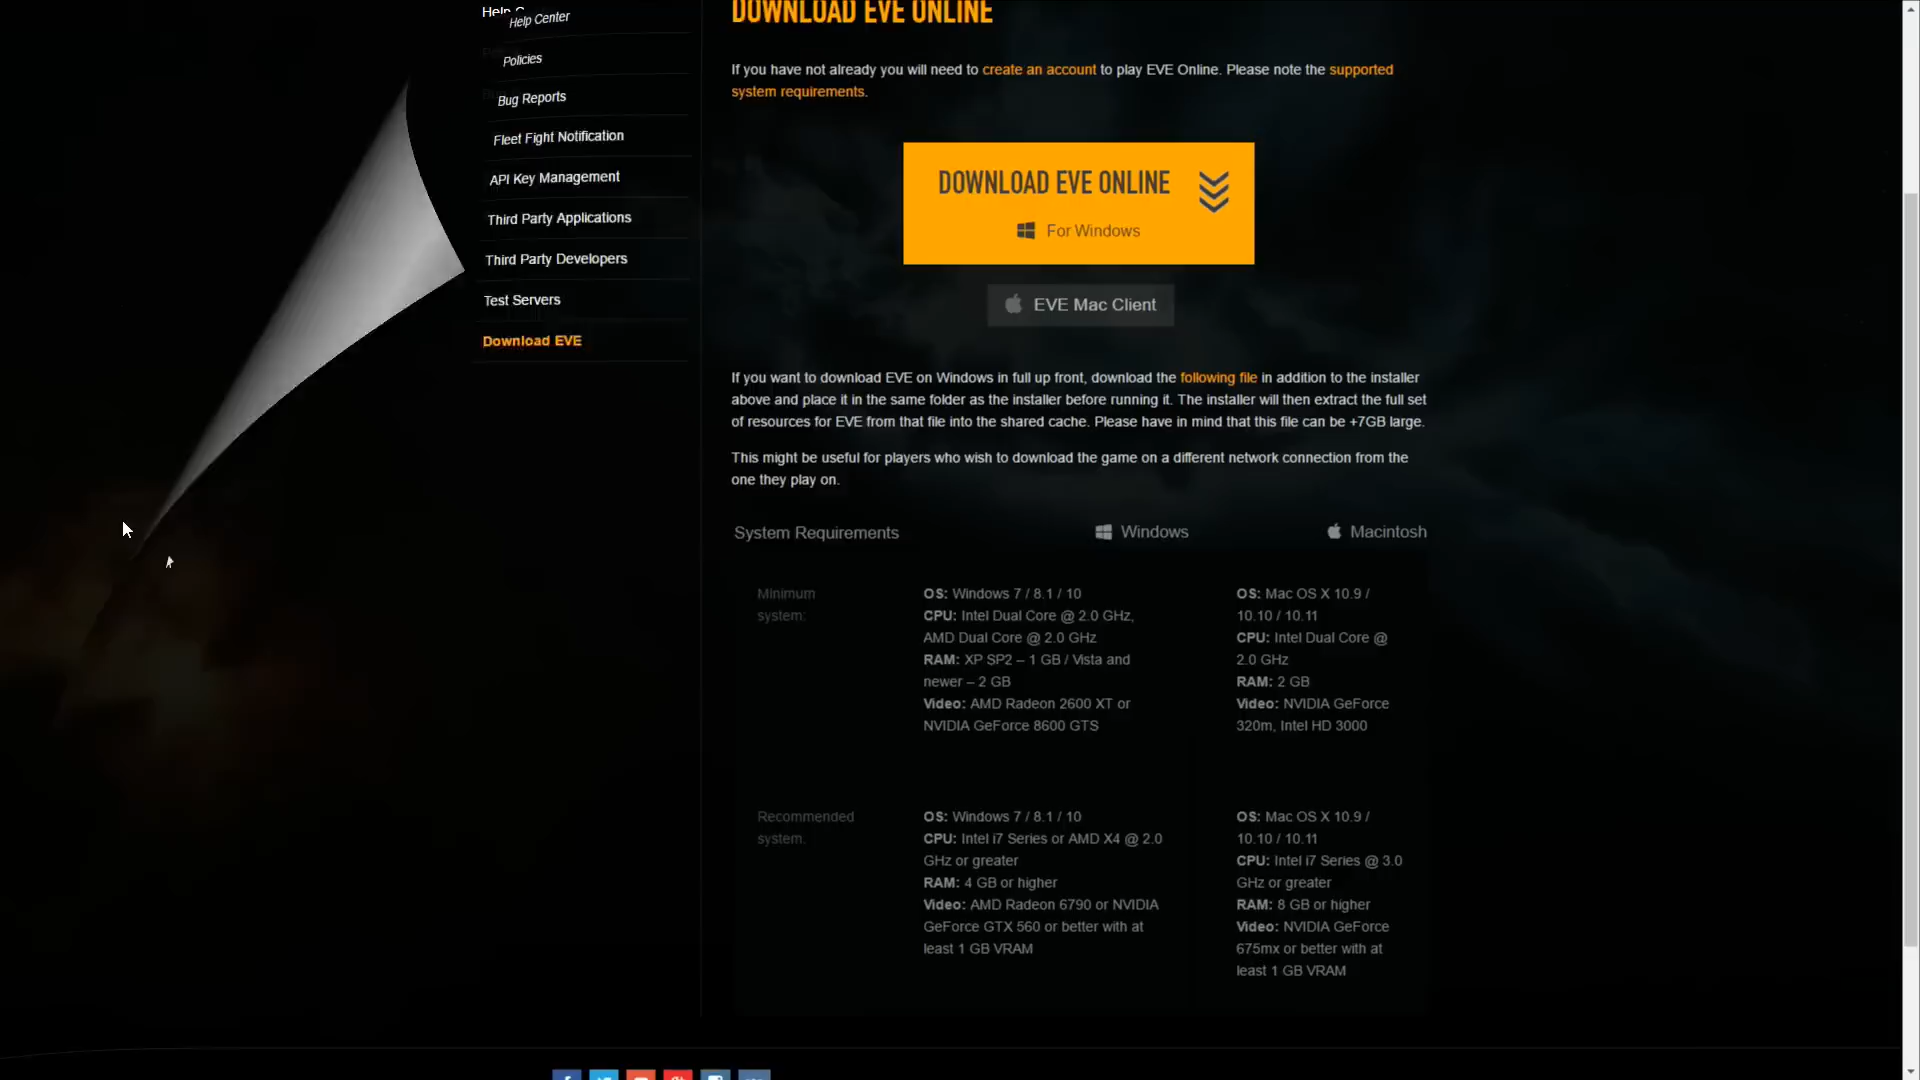 Help
Help Center
Policies
Bug Reports
Fleet Fight Notification
API Key Management
Third Party Applications
Third Party Developers
Test Servers
Download EVE
DOWNLOAD EVE ONLINE
If you have not already you will need to create an account to play EVE Online. Please note the supported
system requirements.
DOWNLOAD EVE ONLINE
For Windows
EVE Mac Client
If you want to download EVE on Windows in full up front, download the following file in addition to the installer
above and place it in the same folder as the installer before running it. The installer will then extract the full set
of resources for EVE from that file into the shared cache. Please have in mind that this file can be +7GB large.
This might be useful for players who wish to download the game on a different network connection from the
one they play on.
System Requirements
Windows
Macintosh
Minimum
system:
OS: Windows 7 / 8.1 / 10
CPU: Intel Dual Core @ 2.0 GHz,
AMD Dual Core @ 2.0 GHz
RAM: XP SP2 – 1 GB / Vista and
newer – 2 GB
Video: AMD Radeon 2600 XT or
NVIDIA GeForce 8600 GTS
OS: Mac OS X 10.9 /
10.10 / 10.11
CPU: Intel Dual Core @
2.0 GHz
RAM: 2 GB
Video: NVIDIA GeForce
320m, Intel HD 3000
Recommended
system.
OS: Windows 7 / 8.1 / 10
CPU: Intel i7 Series or AMD X4 @ 2.0
GHz or greater
RAM: 4 GB or higher
Video: AMD Radeon 6790 or NVIDIA
GeForce GTX 560 or better with at
least 1 GB VRAM
OS: Mac OS X 10.9 /
10.10 / 10.11
CPU: Intel i7 Series @ 3.0
GHz or greater
RAM: 8 GB or higher
Video: NVIDIA GeForce
675mx or better with at
least 1 GB VRAM